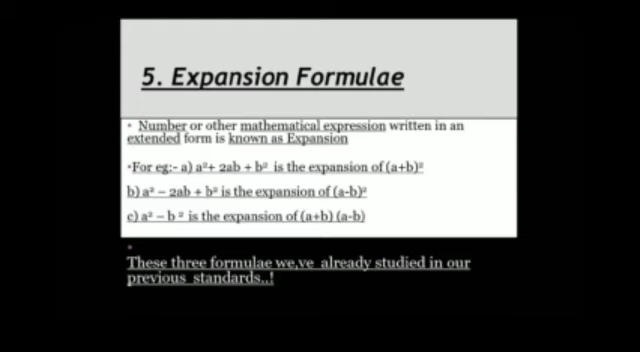 5. Expansion Formulae
• Number or other mathematical expression written in an
extended form is known as Expansion
•For eg:- a) a²+ 2ab + b² is the expansion of (a+b)²
b) a² – 2ab + b² is the expansion of (a-b)²
c) a² – b ² is the expansion of (a+b) (a-b)
•
These three formulae we,ve already studied in our
previous standards..!